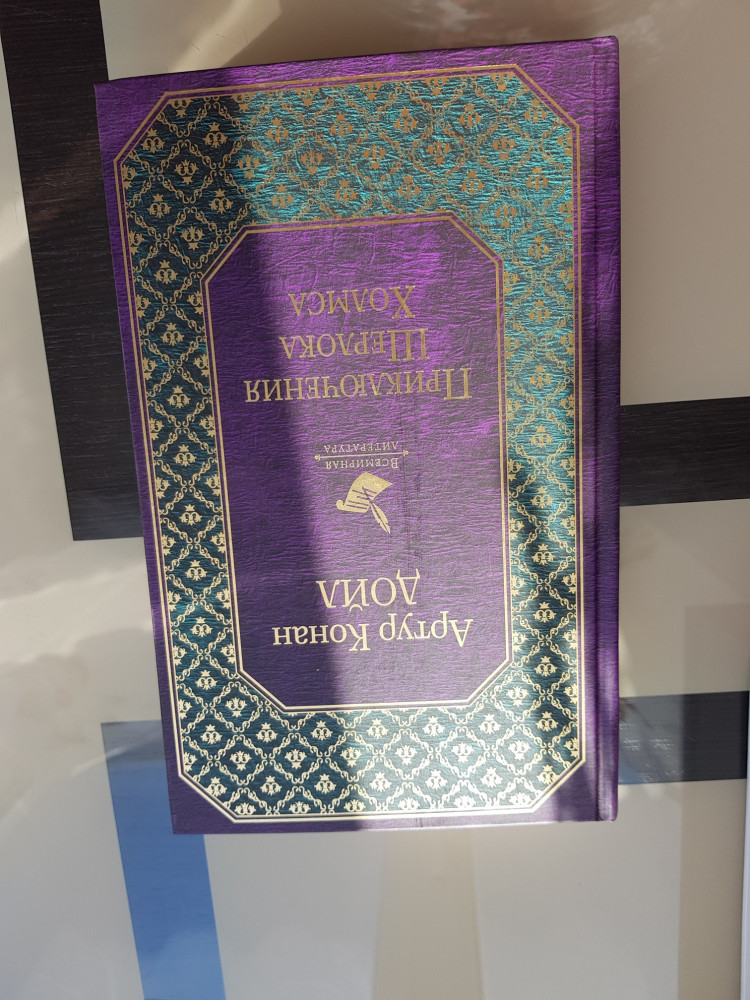 Артур Конан
ДОЙЛ
Всемирная
литература
Приключения
Шерлока
Холмса